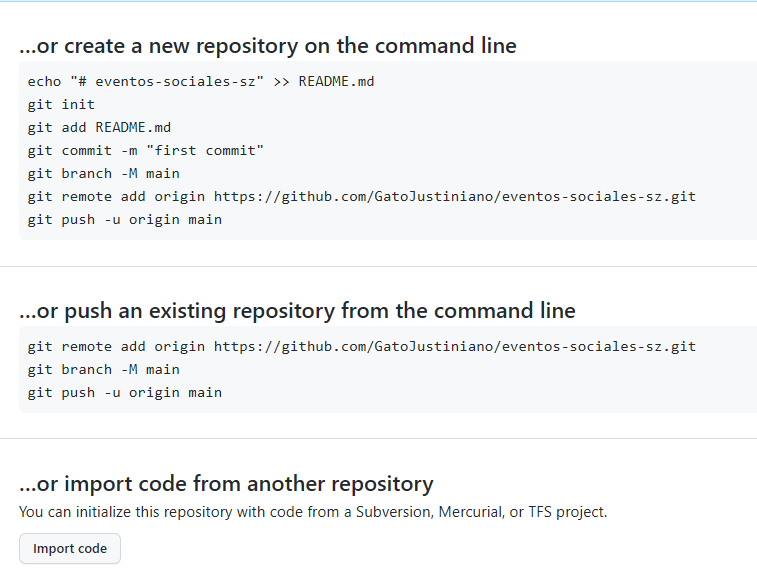 ...or create a new repository on the command line
echo "# eventos-sociales-sz" >> README.md
git init
git add README.md
git commit -m "first commit"
git branch -M main
git remote add origin https://github.com/GatoJustiniano/eventos-sociales-sz.git
git push -u origin main
...or push an existing repository from the command line
git remote add origin https://github.com/GatoJustiniano/eventos-sociales-sz.git
git branch -M main
git push -u origin main
...or import code from another repository
You can initialize this repository with code from a Subversion, Mercurial, or TFS project.
Import code